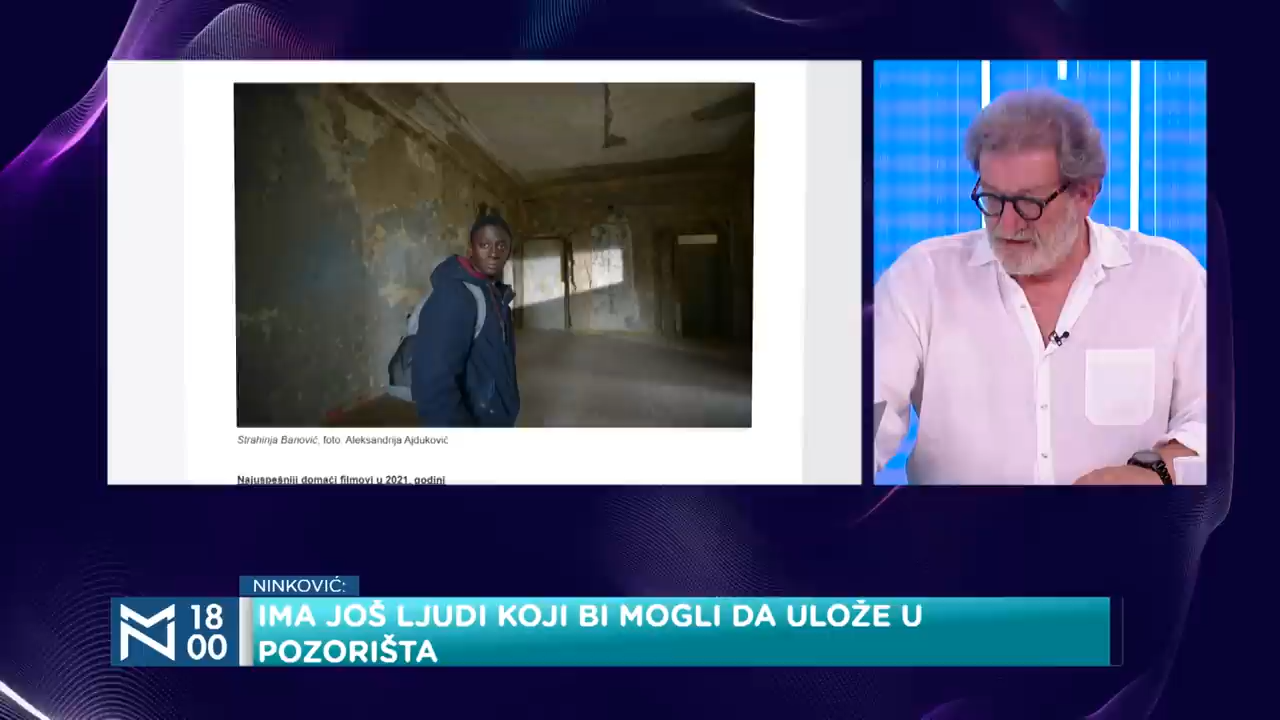 Strahinja Banović, foto Aleksandrija Ajduković
Najuspešniji domaći filmovi u 2021. godini
NINKOVIĆ:
18
00
IMA JOŠ LJUDI KOJI BI MOGLI DA ULOŽE U
POZORIŠTA